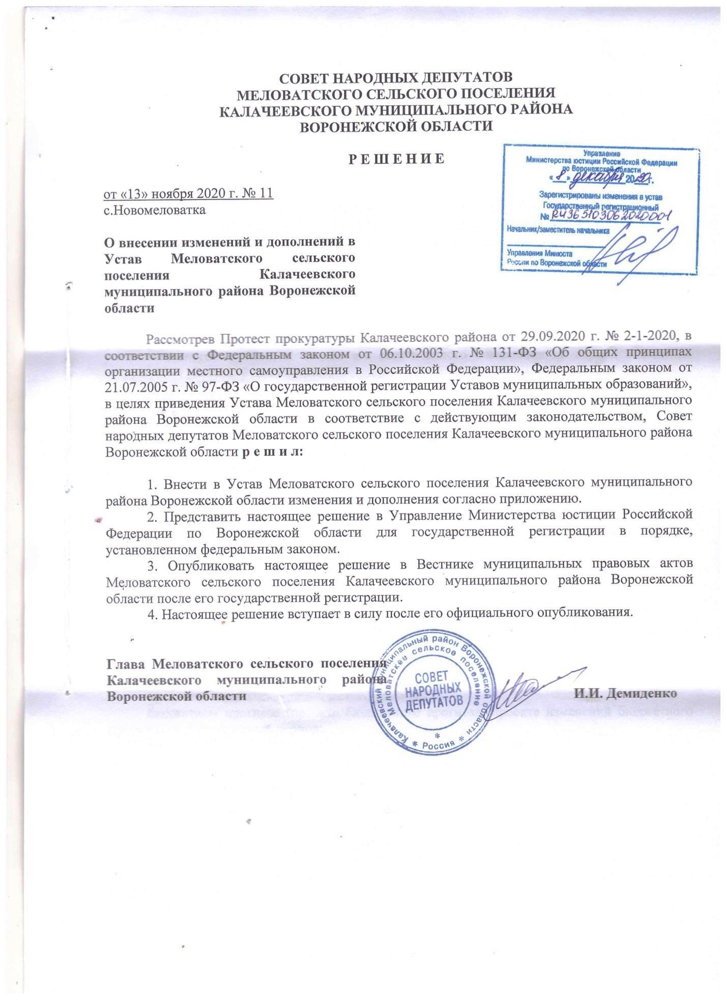 СОВЕТ НАРОДНЫХ ДЕПУТАТОВ
МЕЛОВАТСКОГО СЕЛЬСКОГО ПОСЕЛЕНИЯ
КАЛАЧЕЕВСКОГО МУНИЦИПАЛЬНОГО РАЙОНА
ВОРОНЕЖСКОЙ ОБЛАСТИ
Р Е Ш Е Н И Е
Управление
Министерства юстиции Российской Федерации
по Воронежской области
« 8 » декабря 2020 г.
Зарегистрированы изменения в устав
Государственный регистрационный
№ RU365103062020001
Начальник/заместитель начальника
Управления Минюста
России по Воронежской области
от «13» ноября 2020 г. № 11
с.Новомеловатка
О внесении изменений и дополнений в
Устав Меловатского сельского
поселения Калачеевского
муниципального района Воронежской
области
Рассмотрев Протест прокуратуры Калачеевского района от 29.09.2020 г. № 2-1-2020, в
соответствии с Федеральным законом от 06.10.2003 г. № 131-ФЗ «Об общих принципах
организации местного самоуправления в Российской Федерации», Федеральным законом от
21.07.2005 г. № 97-ФЗ «О государственной регистрации Уставов муниципальных образований»,
в целях приведения Устава Меловатского сельского поселения Калачеевского муниципального
района Воронежской области в соответствие с действующим законодательством, Совет
народных депутатов Меловатского сельского поселения Калачеевского муниципального района
Воронежской области р е ш и л:
1. Внести в Устав Меловатского сельского поселения Калачеевского муниципального
района Воронежской области изменения и дополнения согласно приложению.
2. Представить настоящее решение в Управление Министерства юстиции Российской
Федерации по Воронежской области для государственной регистрации в порядке,
установленном федеральным законом.
3. Опубликовать настоящее решение в Вестнике муниципальных правовых актов
Меловатского сельского поселения Калачеевского муниципального района Воронежской
области после его государственной регистрации.
4. Настоящее решение вступает в силу после его официального опубликования.
Глава Меловатского сельского поселения
Калачеевского муниципального района
Воронежской области
И.И. Демиденко
Калачеевский муниципальный район Воронежской области * Россия *
Меловатское сельское поселение *
СОВЕТ
НАРОДНЫХ
ДЕПУТАТОВ